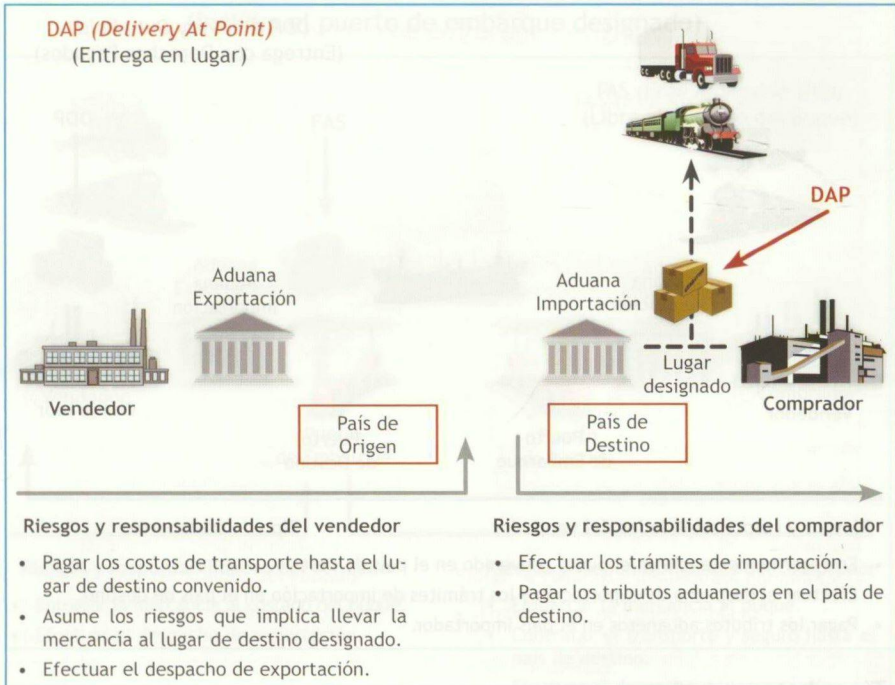 DAP (Delivery At Point)
(Entrega en lugar)
DAP
Aduana
Exportación
Aduana
Importación
Lugar
designado
Vendedor
Comprador
País de
Origen
País de
Destino
Riesgos y responsabilidades del vendedor
• Pagar los costos de transporte hasta el lu-
gar de destino convenido.
• Asume los riesgos que implica llevar la
mercancía al lugar de destino designado.
• Efectuar el despacho de exportación.
Riesgos y responsabilidades del comprador
• Efectuar los trámites de importación.
• Pagar los tributos aduaneros en el país de
destino.